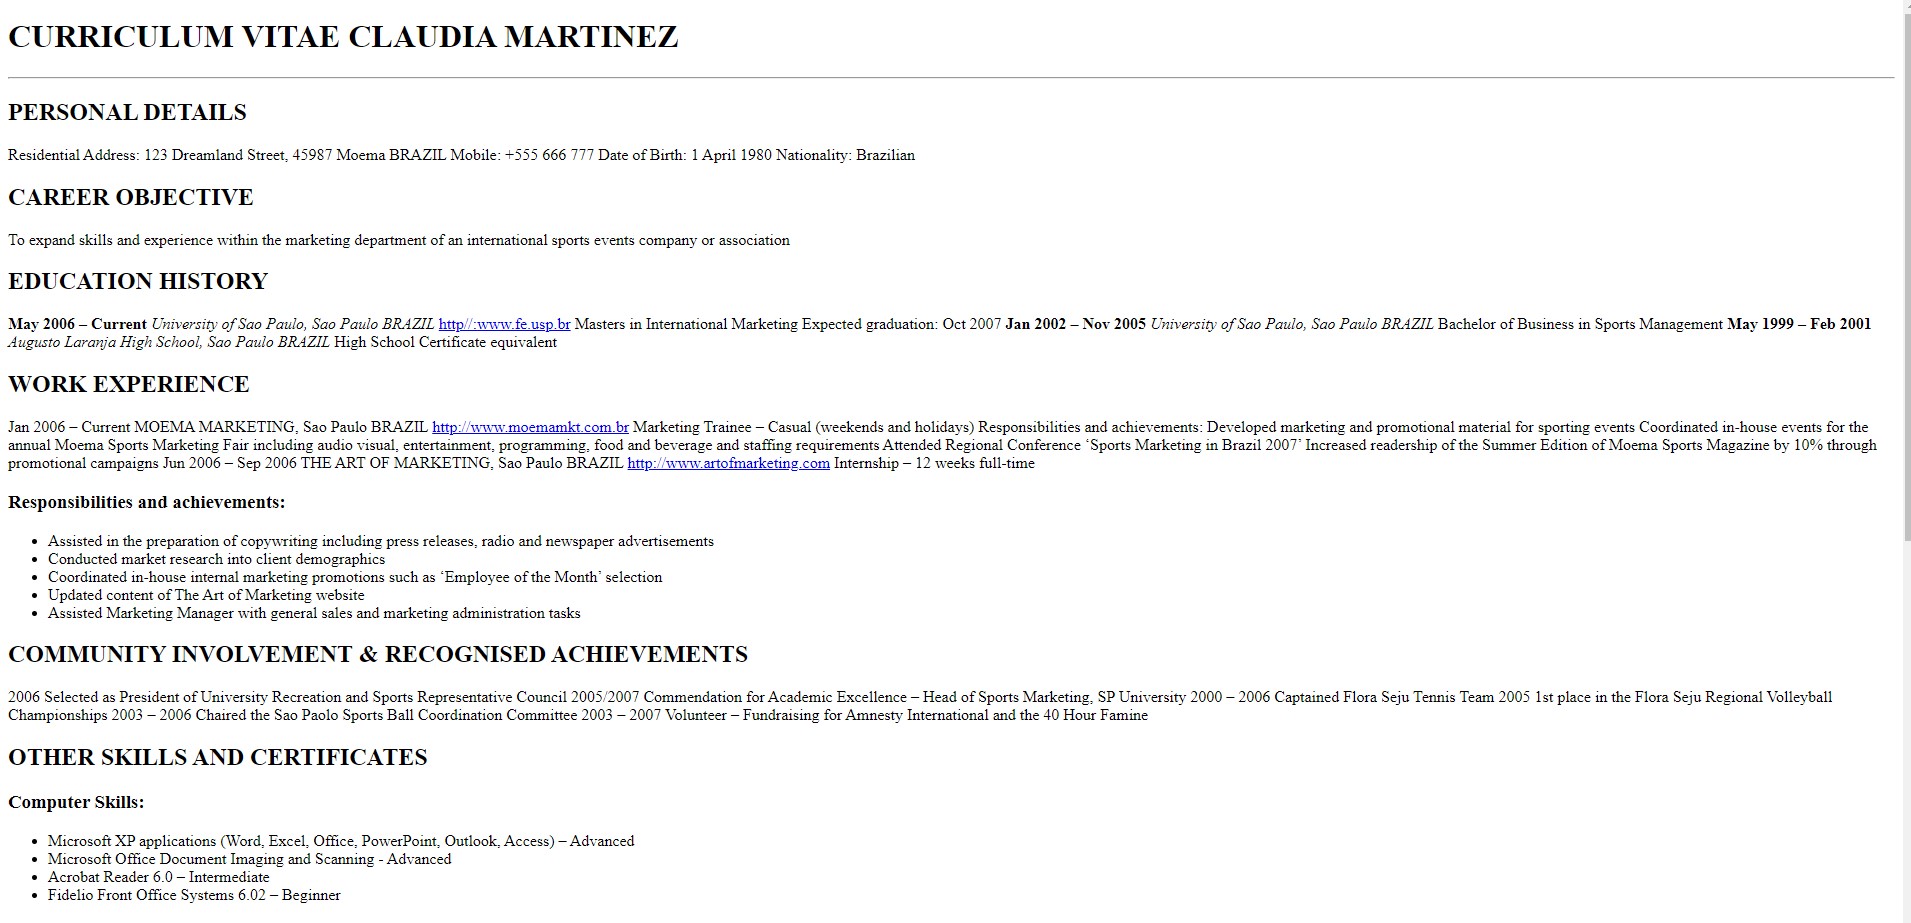 CURRICULUM VITAE CLAUDIA MARTINEZ
PERSONAL DETAILS
Residential Address: 123 Dreamland Street, 45987 Moema BRAZIL Mobile: +555 666 777 Date of Birth: 1 April 1980 Nationality: Brazilian
CAREER OBJECTIVE
To expand skills and experience within the marketing department of an international sports events company or association
EDUCATION HISTORY
May 2006 – Current University of Sao Paulo, Sao Paulo BRAZIL http//:www.fe.usp.br Masters in International Marketing Expected graduation: Oct 2007 Jan 2002 – Nov 2005 University of Sao Paulo, Sao Paulo BRAZIL Bachelor of Business in Sports Management May 1999 – Feb 2001
Augusto Laranja High School, Sao Paulo BRAZIL High School Certificate equivalent
WORK EXPERIENCE
Jan 2006 – Current MOEMA MARKETING, Sao Paulo BRAZIL http://www.moemamkt.com.br Marketing Trainee – Casual (weekends and holidays) Responsibilities and achievements: Developed marketing and promotional material for sporting events Coordinated in-house events for the
annual Moema Sports Marketing Fair including audio visual, entertainment, programming, food and beverage and staffing requirements Attended Regional Conference ‘Sports Marketing in Brazil 2007’ Increased readership of the Summer Edition of Moema Sports Magazine by 10% through
promotional campaigns Jun 2006 – Sep 2006 THE ART OF MARKETING, Sao Paulo BRAZIL http://www.artofmarketing.com Internship – 12 weeks full-time
Responsibilities and achievements:
• Assisted in the preparation of copywriting including press releases, radio and newspaper advertisements
• Conducted market research into client demographics
• Coordinated in-house internal marketing promotions such as ‘Employee of the Month’ selection
• Updated content of The Art of Marketing website
• Assisted Marketing Manager with general sales and marketing administration tasks
COMMUNITY INVOLVEMENT & RECOGNISED ACHIEVEMENTS
2006 Selected as President of University Recreation and Sports Representative Council 2005/2007 Commendation for Academic Excellence – Head of Sports Marketing, SP University 2000 – 2006 Captained Flora Seju Tennis Team 2005 1st place in the Flora Seju Regional Volleyball
Championships 2003 – 2006 Chaired the Sao Paolo Sports Ball Coordination Committee 2003 – 2007 Volunteer – Fundraising for Amnesty International and the 40 Hour Famine
OTHER SKILLS AND CERTIFICATES
Computer Skills:
• Microsoft XP applications (Word, Excel, Office, PowerPoint, Outlook, Access) – Advanced
• Microsoft Office Document Imaging and Scanning - Advanced
• Acrobat Reader 6.0 – Intermediate
• Fidelio Front Office Systems 6.02 – Beginner